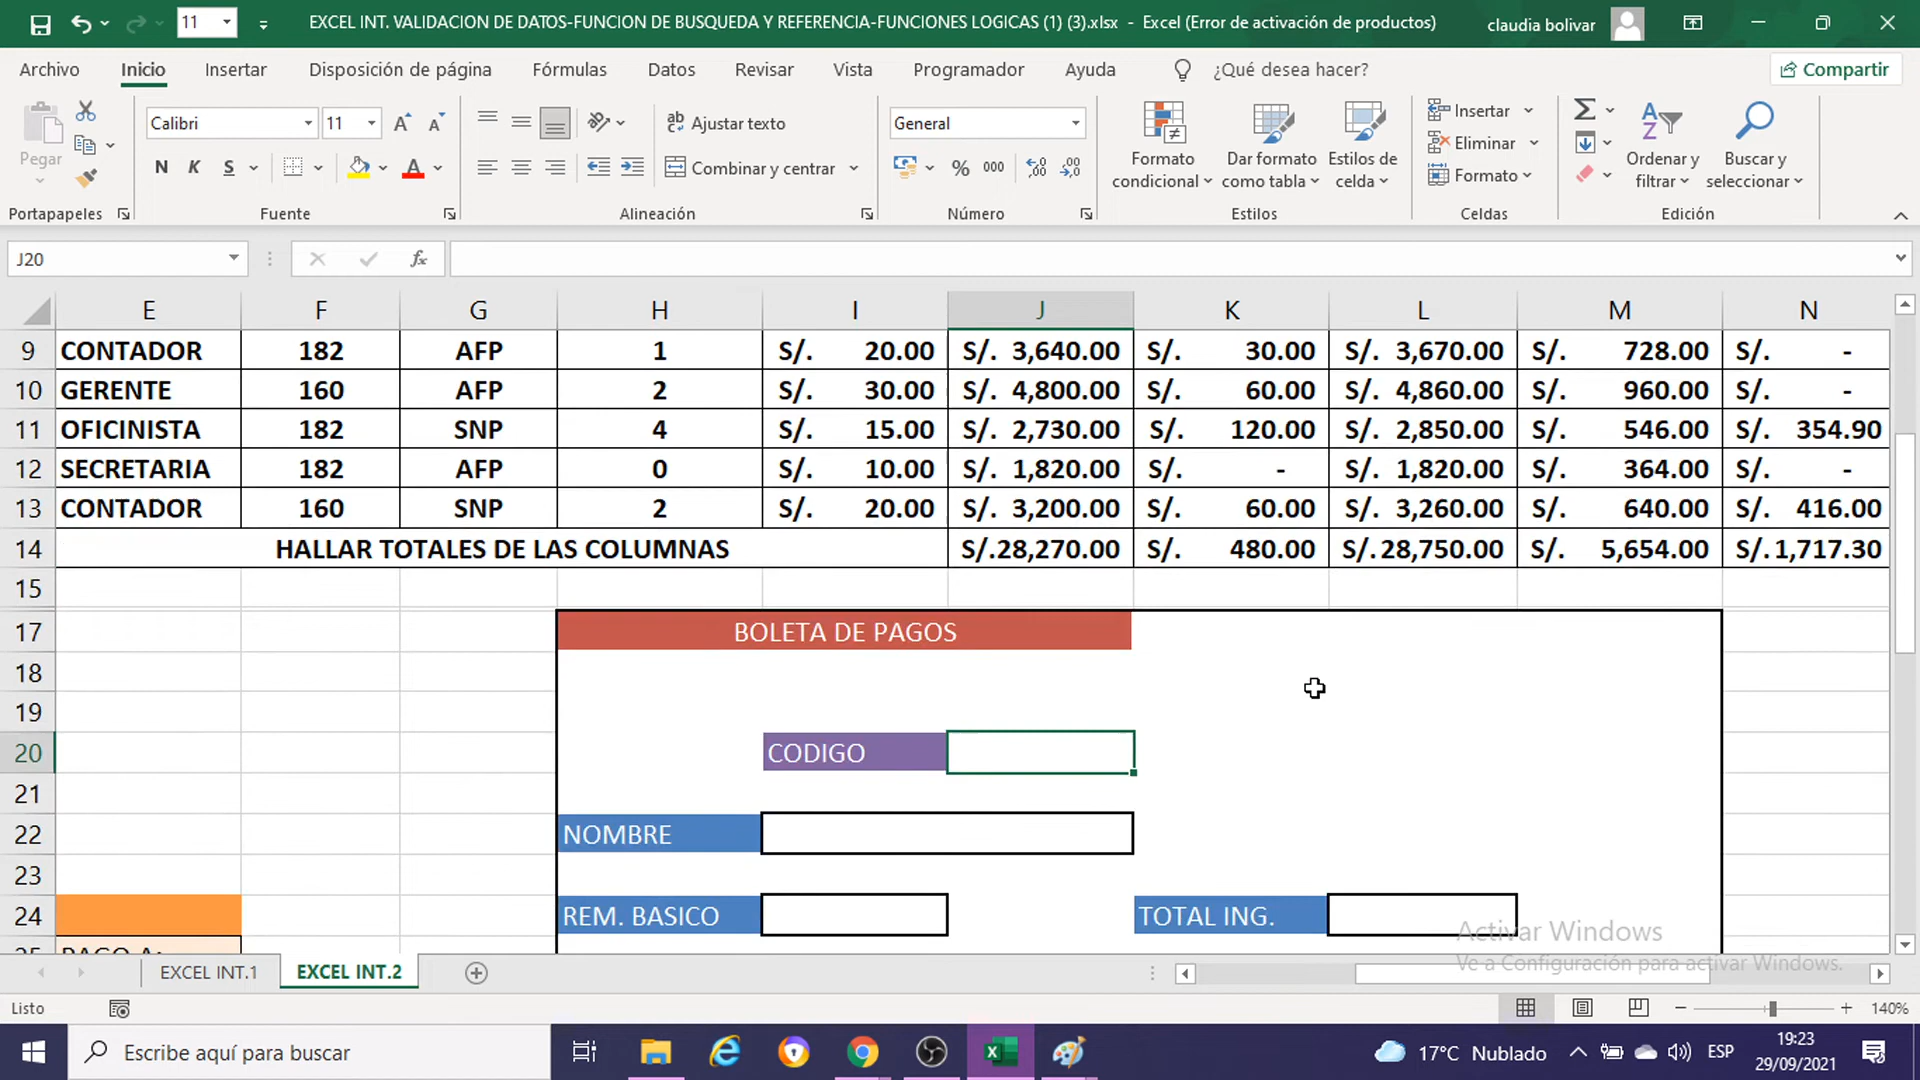 11
EXCEL INT. VALIDACION DE DATOS-FUNCION DE BUSQUEDA Y REFERENCIA-FUNCIONES LOGICAS (1) (3).xlsx - Excel (Error de activación de productos)
claudia bolivar
Archivo Inicio Insertar Disposición de página Fórmulas Datos Revisar Vista Programador Ayuda ¿Qué desea hacer? Compartir
Pegar
Calibri 11
N K S
Ajustar texto
Combinar y centrar
General
% 000
Formato condicional
Dar formato como tabla
Estilos de celda
Insertar
Eliminar
Formato
Ordenar y filtrar
Buscar y seleccionar
Portapapeles Fuente Alineación Número Estilos Celdas Edición
J20 fx
E F G H I J K L M N
9 CONTADOR 182 AFP 1 S/. 20.00 S/. 3,640.00 S/. 30.00 S/. 3,670.00 S/. 728.00 S/. -
10 GERENTE 160 AFP 2 S/. 30.00 S/. 4,800.00 S/. 60.00 S/. 4,860.00 S/. 960.00 S/. -
11 OFICINISTA 182 SNP 4 S/. 15.00 S/. 2,730.00 S/. 120.00 S/. 2,850.00 S/. 546.00 S/. 354.90
12 SECRETARIA 182 AFP 0 S/. 10.00 S/. 1,820.00 S/. - S/. 1,820.00 S/. 364.00 S/. -
13 CONTADOR 160 SNP 2 S/. 20.00 S/. 3,200.00 S/. 60.00 S/. 3,260.00 S/. 640.00 S/. 416.00
14 HALLAR TOTALES DE LAS COLUMNAS S/.28,270.00 S/. 480.00 S/.28,750.00 S/. 5,654.00 S/.1,717.30
15
17 BOLETA DE PAGOS
18
19
20 CODIGO
21
22 NOMBRE
23
24 REM. BASICO TOTAL ING.
25 PAGO A:
Activar Windows
Ve a Configuración para activar Windows.
EXCEL INT.1 EXCEL INT.2
Listo 140%
Escribe aquí para buscar
17°C Nublado ESP
19:23
29/09/2021